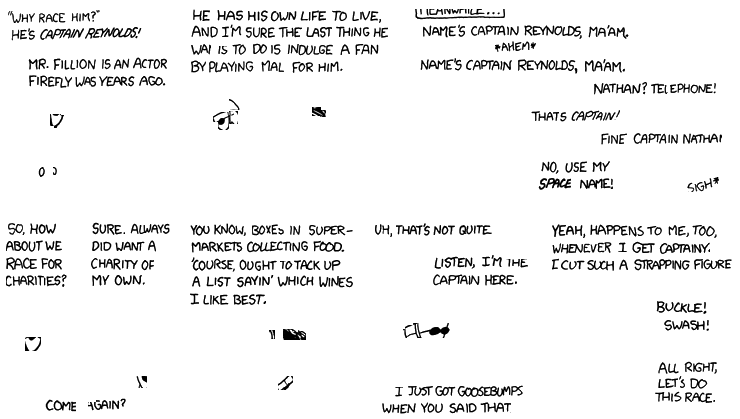 "WHY RACE HIM?"
HE'S CAPTAIN REYNOLDS!
MR. FILLION IS AN ACTOR
FIREFLY WAS YEARS AGO.
HE HAS HIS OWN LIFE TO LIVE,
AND I'M SURE THE LAST THING HE
IS TO DO IS INDULGE A FAN
BY PLAYING MAL FOR HIM.
MEANWHILE...
NAME'S CAPTAIN REYNOLDS, MA'AM.
*AHEM*
NAME'S CAPTAIN REYNOLDS, MA'AM.
NATHAN? TELEPHONE!
THATS CAPTAIN!
FINE CAPTAIN
NO, USE MY
SPACE NAME!
SIGH*
SO, HOW
ABOUT WE
RACE FOR
CHARITIES?
SURE. ALWAYS
DID WANT A
CHARITY OF
MY OWN.
COME AGAIN?
YOU KNOW, BOXES IN SUPER-
MARKETS COLLECTING FOOD.
'COURSE, OUGHT TO TACK UP
A LIST SAYIN' WHICH WINES
I LIKE BEST.
UH, THAT'S NOT QUITE
LISTEN, I'M THE
CAPTAIN HERE.
I JUST GOT GOOSEBUMPS
WHEN YOU SAID THAT
YEAH, HAPPENS TO ME, TOO,
WHENEVER I GET CAPTAINY.
I CUT SUCH A STRAPPING FIGURE
BUCKLE!
SWASH!
ALL RIGHT,
LET'S DO
THIS RACE.